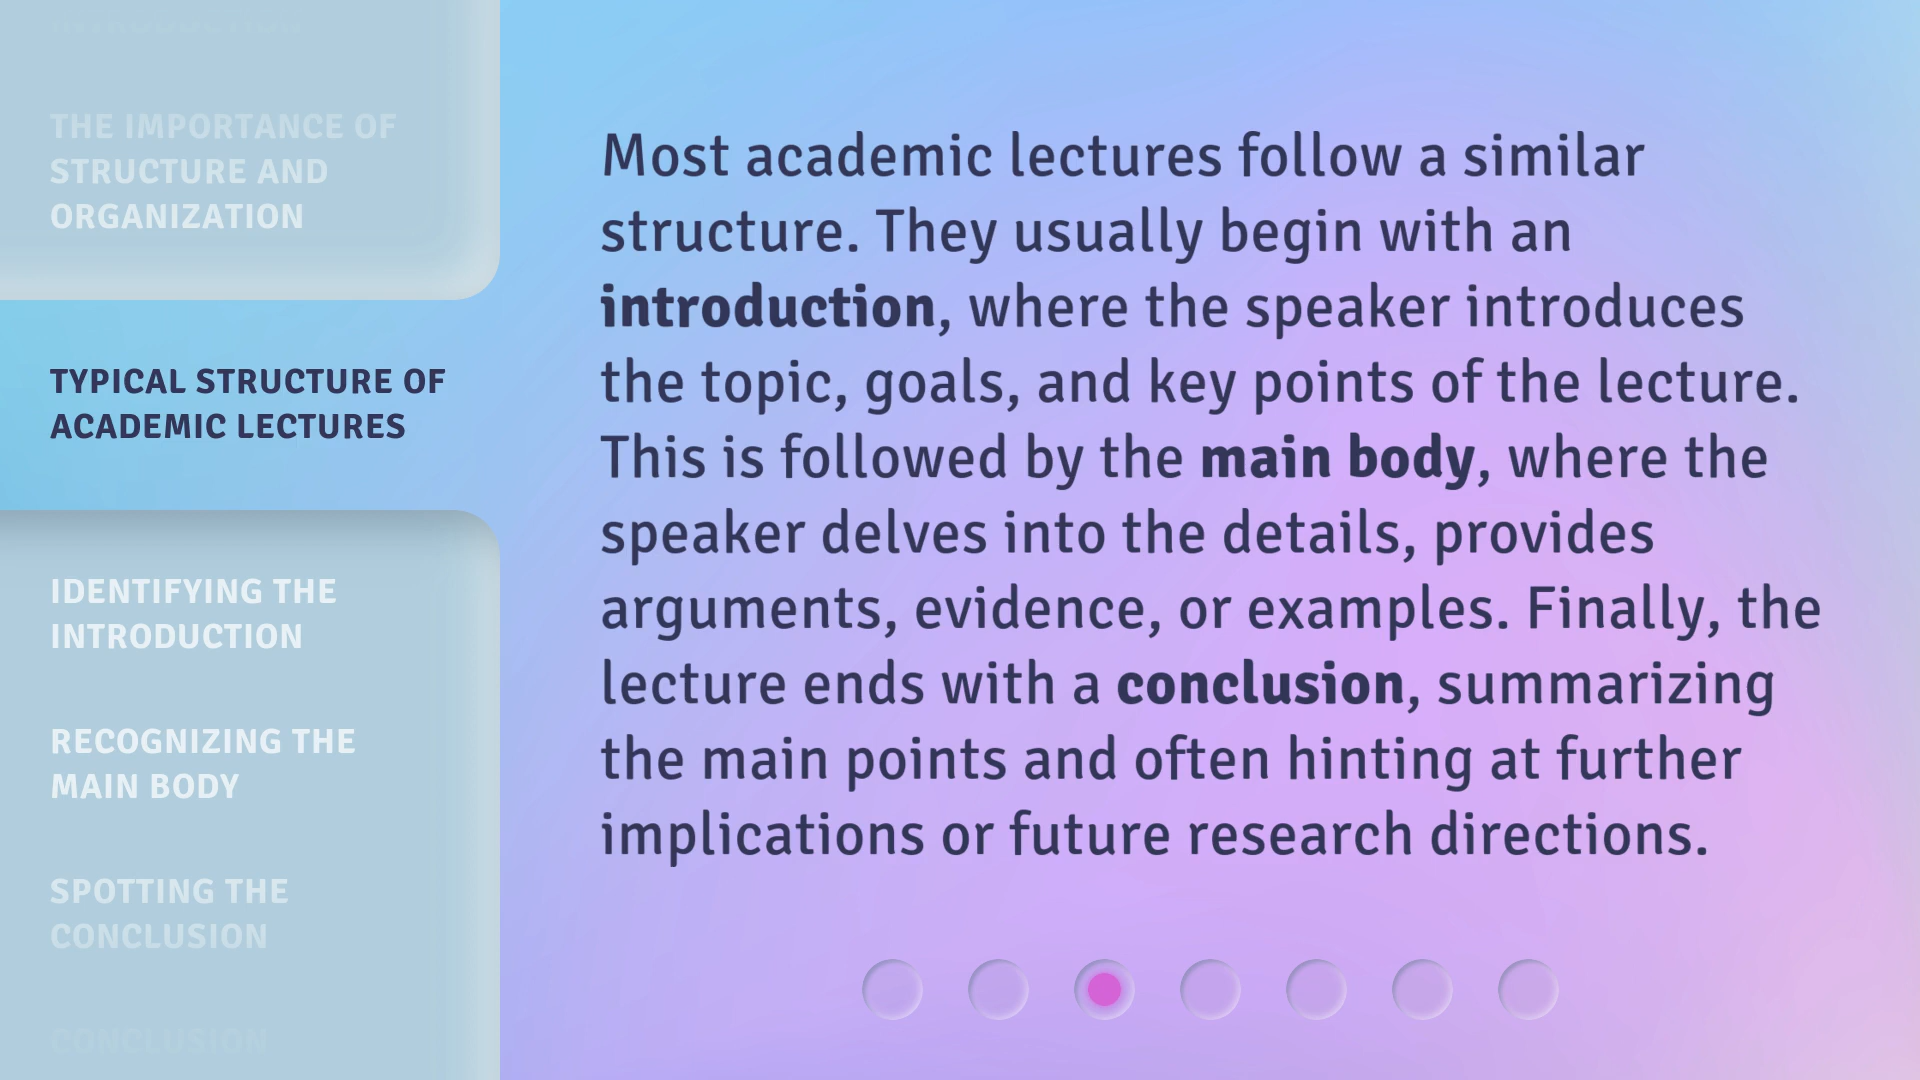 INTRODUCTION
THE IMPORTANCE OF
STRUCTURE AND
ORGANIZATION
TYPICAL STRUCTURE OF
ACADEMIC LECTURES
IDENTIFYING THE
INTRODUCTION
RECOGNIZING THE
MAIN BODY
SPOTTING THE
CONCLUSION
CONCLUSION
Most academic lectures follow a similar
structure. They usually begin with an
introduction, where the speaker introduces
the topic, goals, and key points of the lecture.
This is followed by the main body, where the
speaker delves into the details, provides
arguments, evidence, or examples. Finally, the
lecture ends with a conclusion, summarizing
the main points and often hinting at further
implications or future research directions.